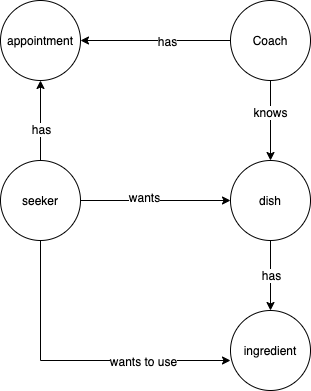 appointment
has
Coach
has
knows
seeker
wants
dish
has
wants to use
ingredient